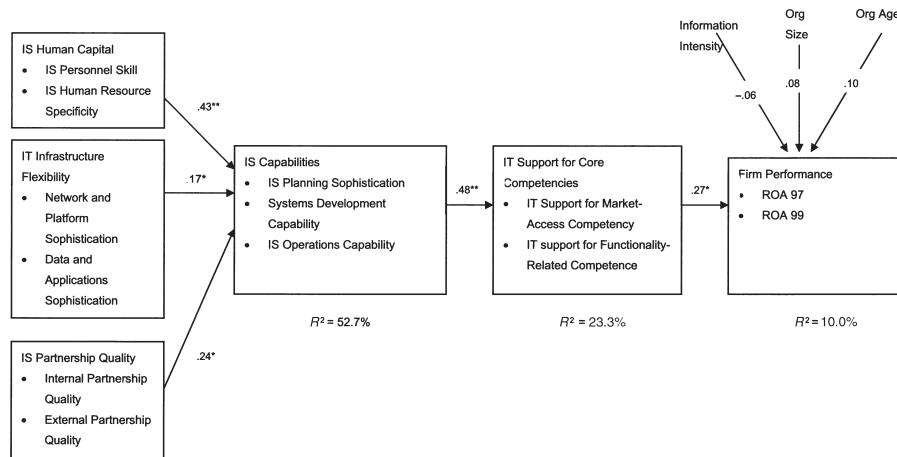 IS Human Capital
• IS Personnel Skill
• IS Human Resource
Specificity
IT Infrastructure
Flexibility
• Network and
Platform
Sophistication
• Data and
Applications
Sophistication
IS Partnership Quality
• Internal Partnership
Quality
• External Partnership
Quality
.43**
.17*
.24*
IS Capabilities
• IS Planning Sophistication
• Systems Development
Capability
• IS Operations Capability
R² = 52.7%
.48**
IT Support for Core
Competencies
• IT Support for Market-
Access Competency
• IT support for Functionality-
Related Competence
R² = 23.3%
.27*
Information
Intensity
Org
Size
Org Age
–.06
.08
.10
Firm Performance
• ROA 97
• ROA 99
R² = 10.0%